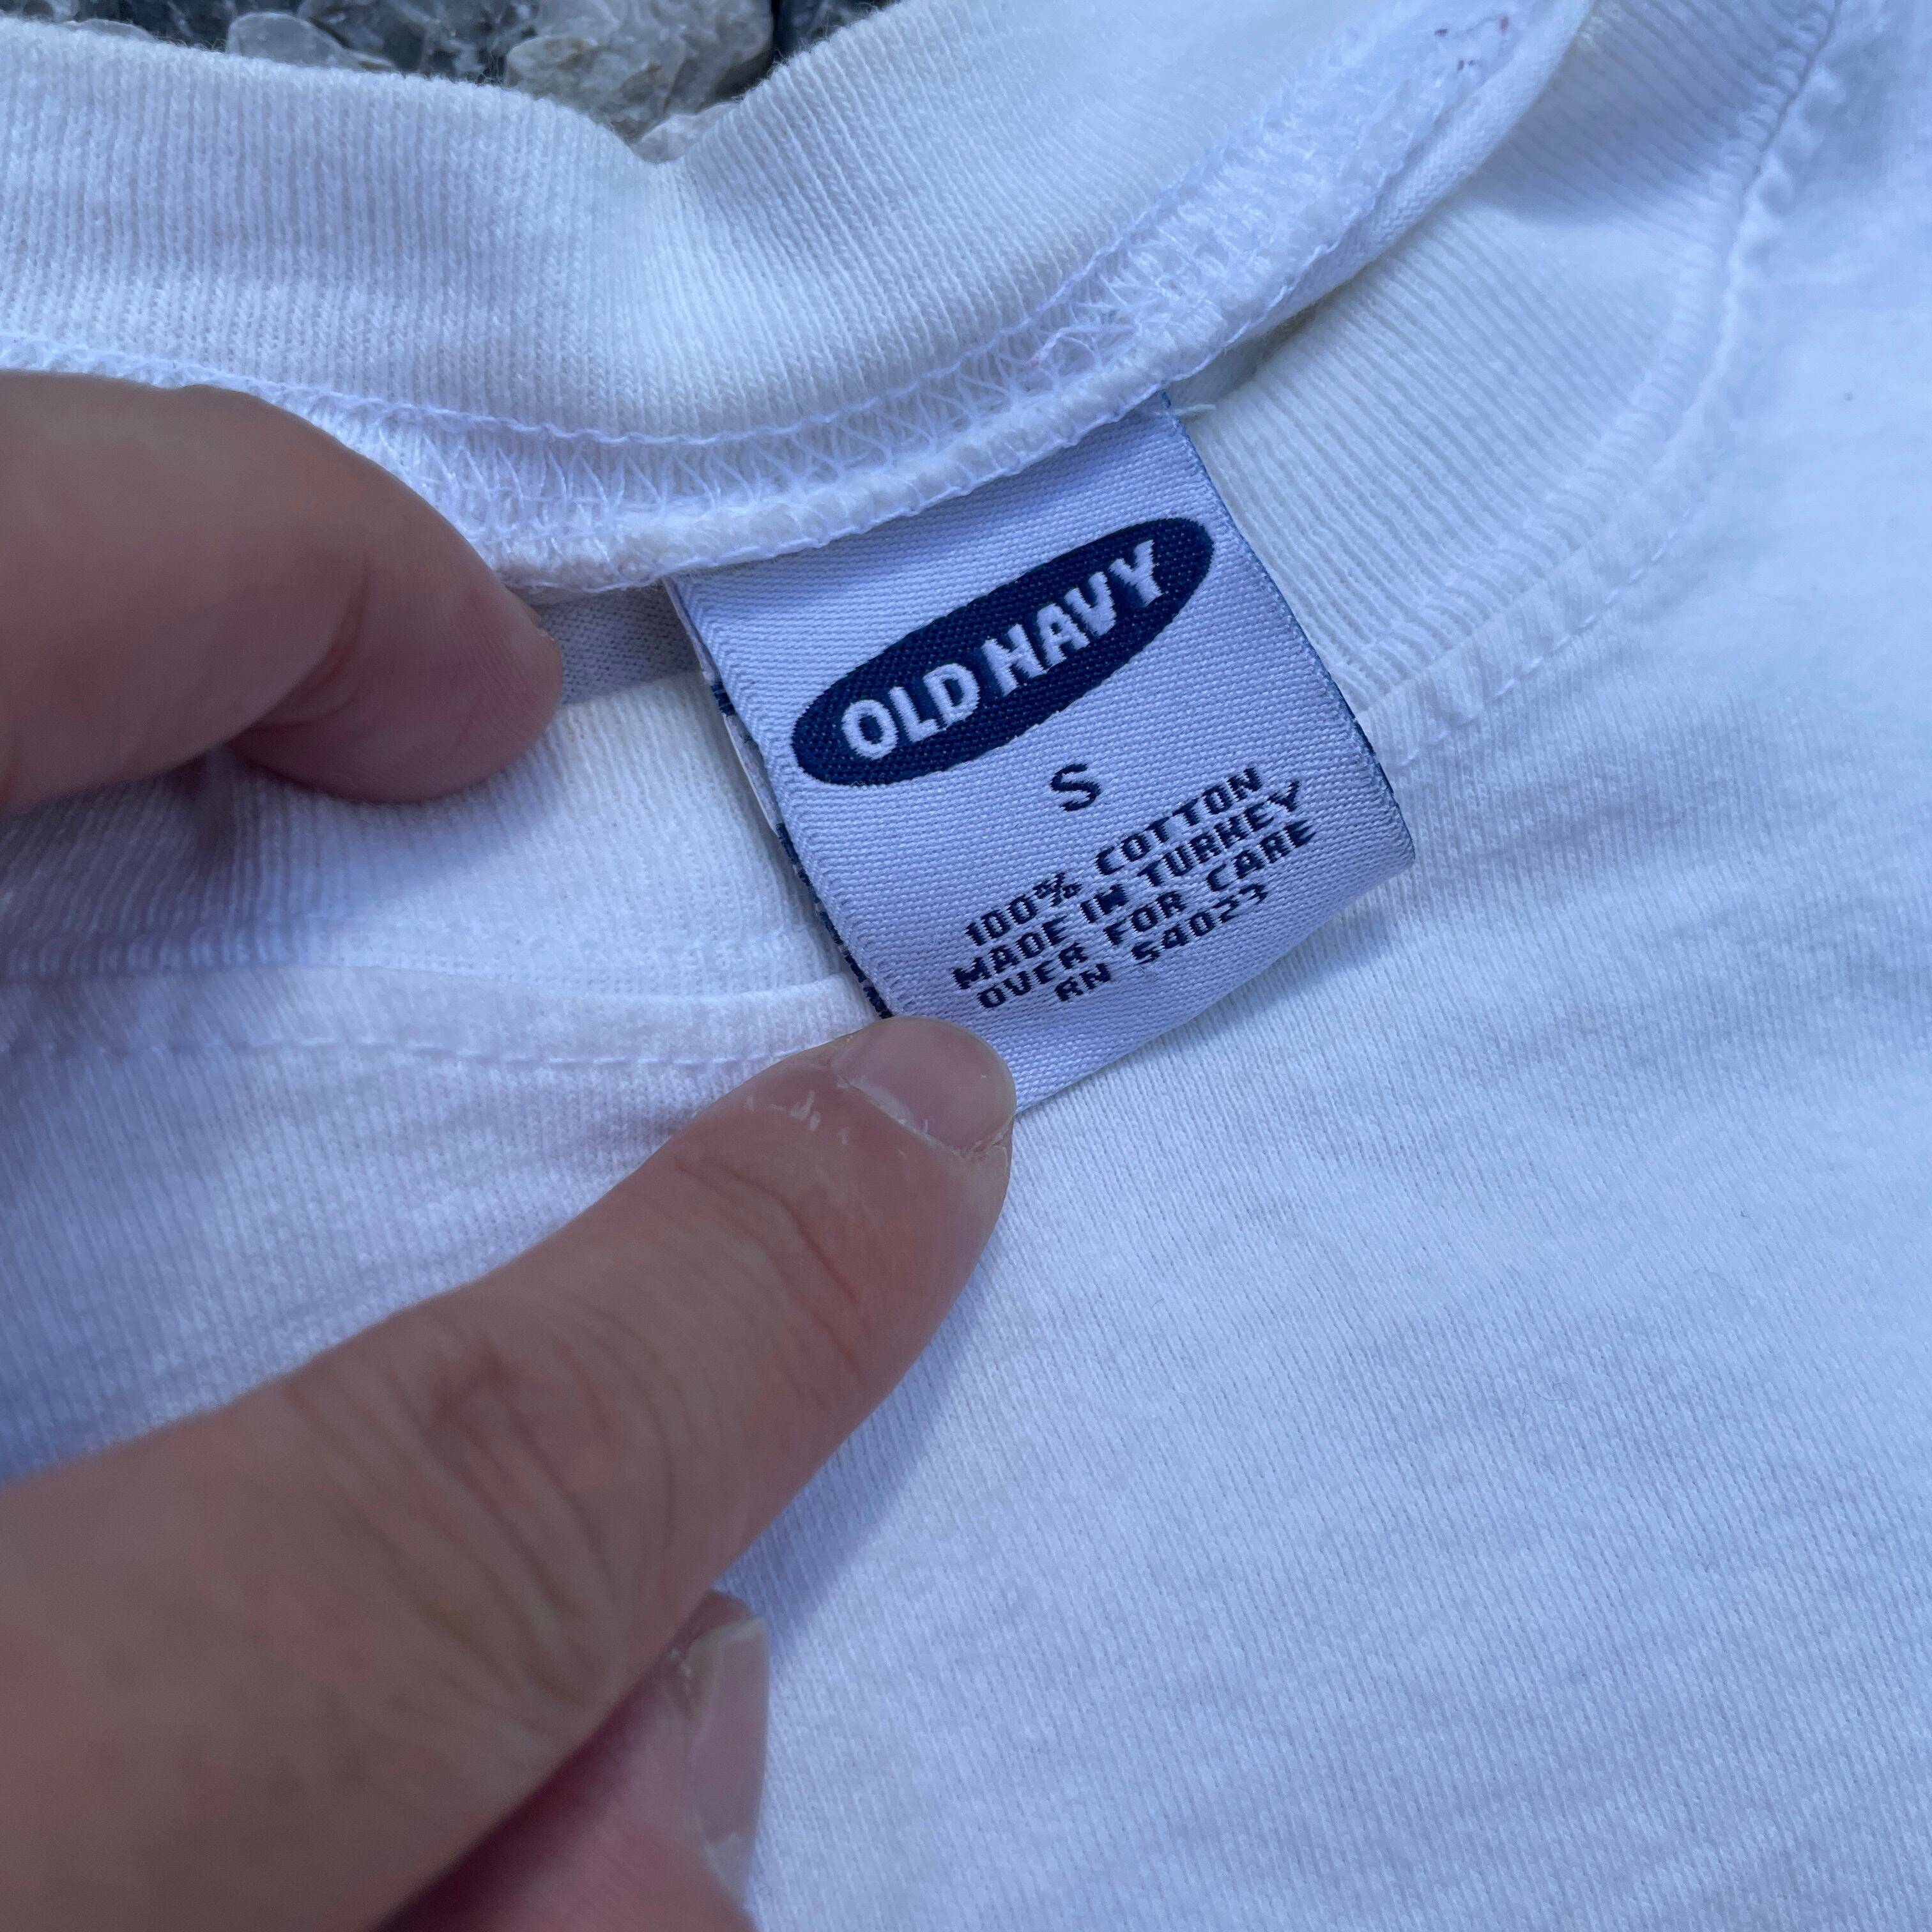 OLD NAVY
S
100% COTTON
MADE IN TURKEY
OVER FOR CARE
RN 54023